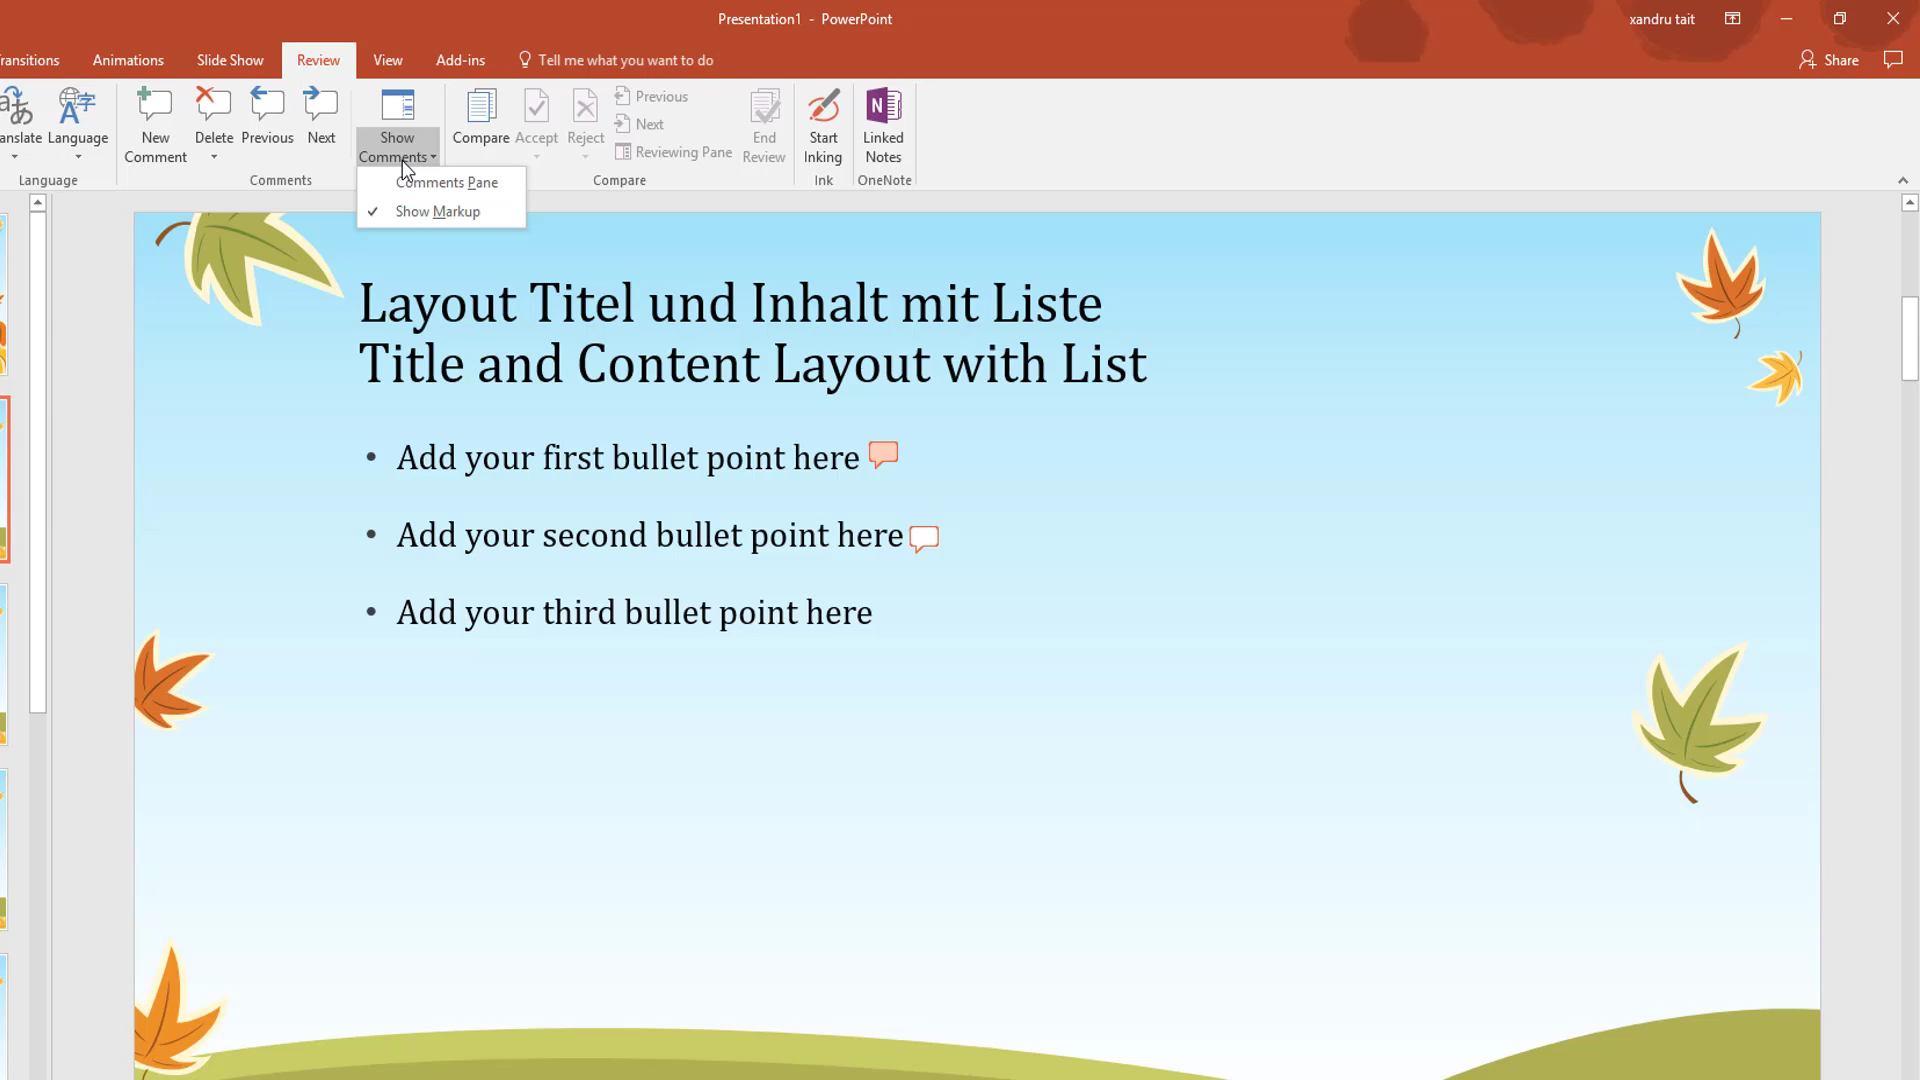 Presentation1 - PowerPoint
xandru tait
Animations
Slide Show
Review
View
Add-ins
Tell me what you want to do
Share
Language
New Comment
Delete
Previous
Next
Show Comments
Compare
Accept
Reject
Previous
Next
Reviewing Pane
End Review
Start Inking
Linked Notes
Language
Comments
Compare
Ink
OneNote
Comments Pane
Show Markup
Layout Titel und Inhalt mit Liste
Title and Content Layout with List
• Add your first bullet point here
• Add your second bullet point here
• Add your third bullet point here